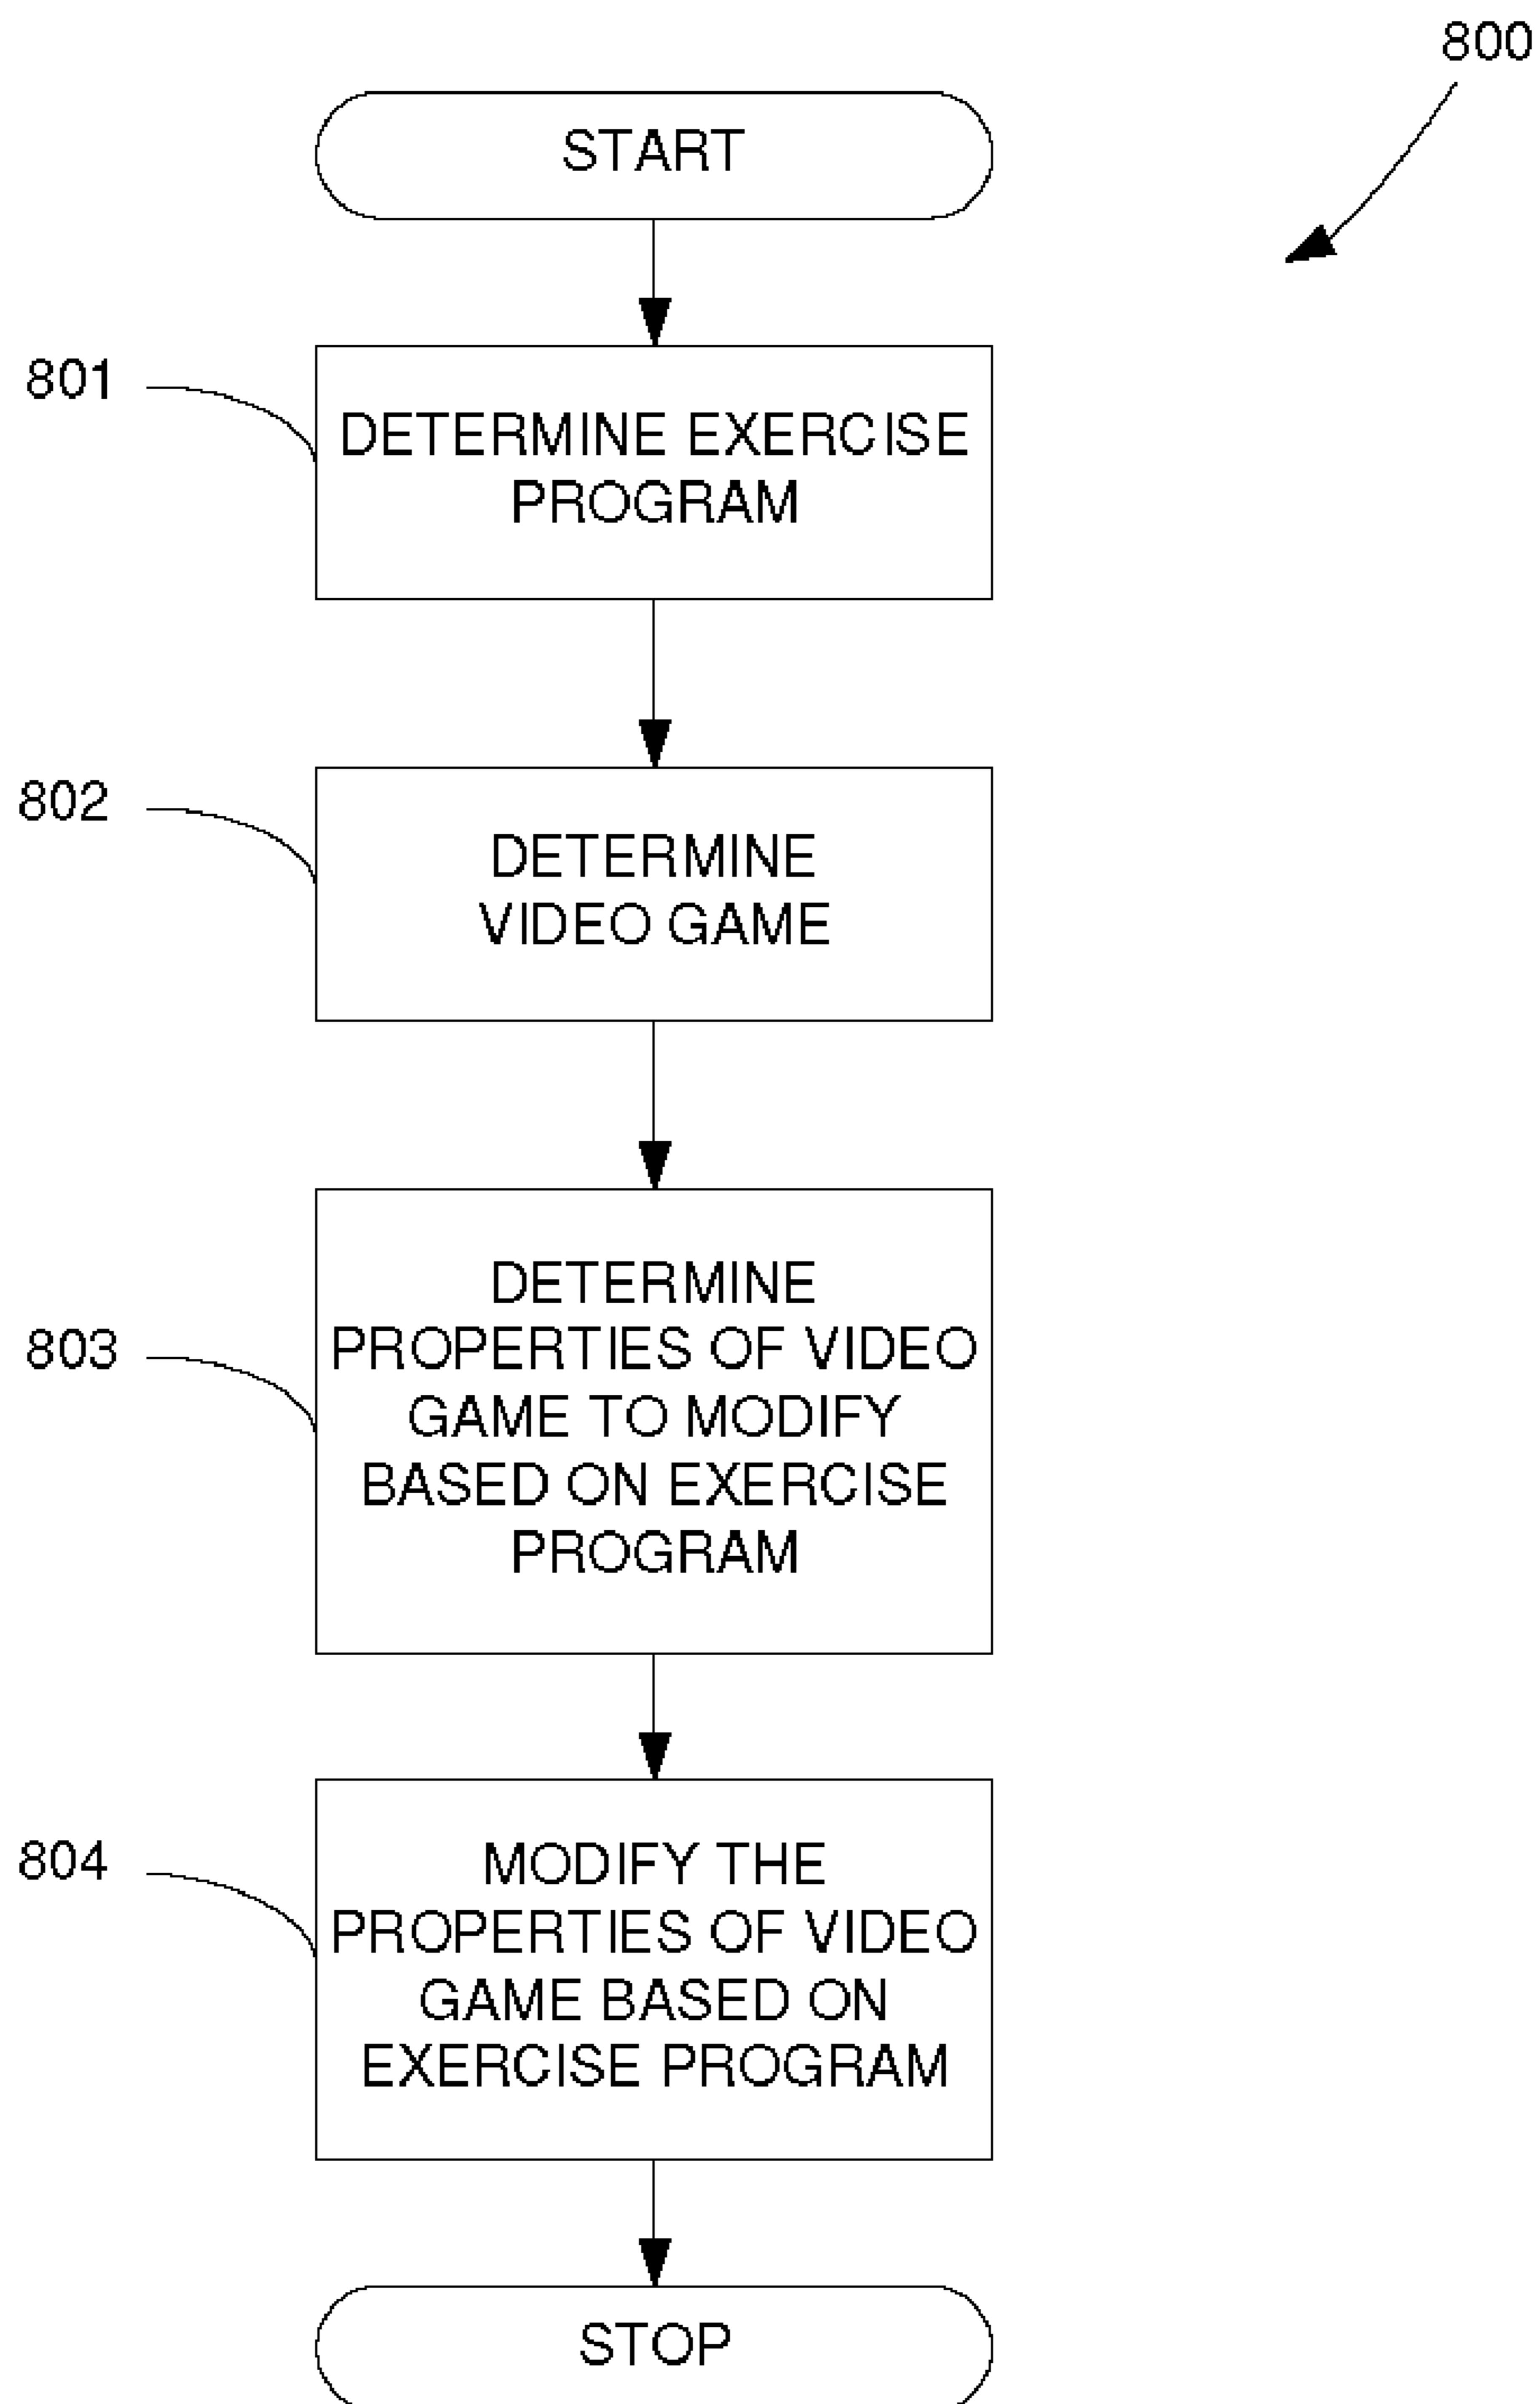 800
START
801
DETERMINE EXERCISE
PROGRAM
802
DETERMINE
VIDEO GAME
803
DETERMINE
PROPERTIES OF VIDEO
GAME TO MODIFY
BASED ON EXERCISE
PROGRAM
804
MODIFY THE
PROPERTIES OF VIDEO
GAME BASED ON
EXERCISE PROGRAM
STOP